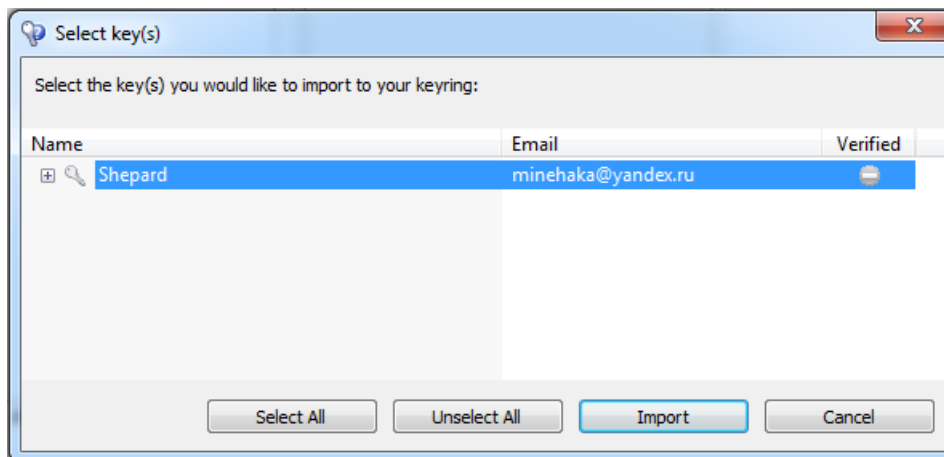 Select key(s)
Select the key(s) you would like to import to your keyring:
Name Email Verified
Shepard minehaka@yandex.ru
Select All Unselect All Import Cancel